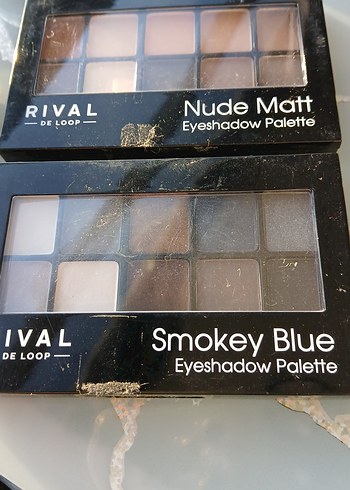 RIVAL
DE LOOP
Nude Matt
Eyeshadow Palette
IVAL
DE LOOP
Smokey Blue
Eyeshadow Palette